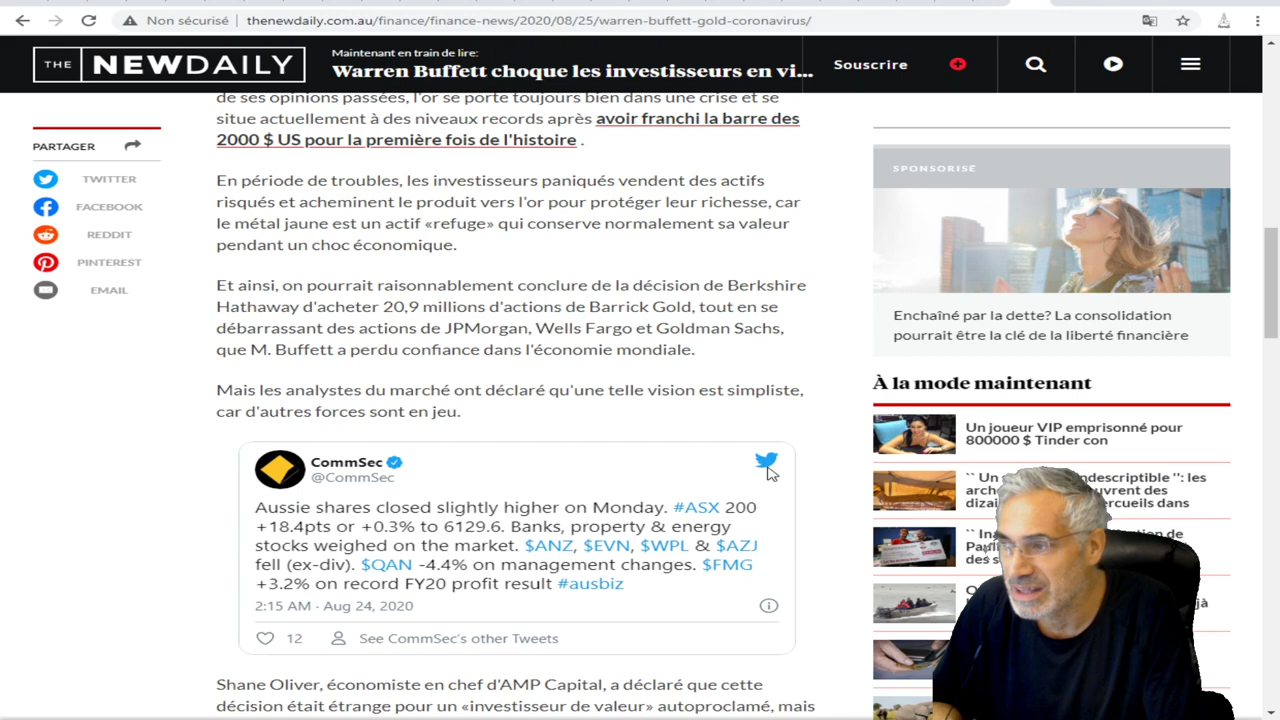 Non sécurisé | thenewdaily.com.au/finance/finance-news/2020/08/25/warren-buffett-gold-coronavirus/
THE NEWDAILY
Maintenant en train de lire:
Warren Buffett choque les investisseurs en vi...
Souscrire
de ses opinions passées, l'or se porte toujours bien dans une crise et se
situe actuellement à des niveaux records après avoir franchi la barre des
2000 $ US pour la première fois de l'histoire .
PARTAGER
TWITTER
FACEBOOK
REDDIT
PINTEREST
EMAIL
En période de troubles, les investisseurs paniqués vendent des actifs
risqués et acheminent le produit vers l'or pour protéger leur richesse, car
le métal jaune est un actif «refuge» qui conserve normalement sa valeur
pendant un choc économique.
Et ainsi, on pourrait raisonnablement conclure de la décision de Berkshire
Hathaway d'acheter 20,9 millions d'actions de Barrick Gold, tout en se
débarrassant des actions de JPMorgan, Wells Fargo et Goldman Sachs,
que M. Buffett a perdu confiance dans l'économie mondiale.
Mais les analystes du marché ont déclaré qu'une telle vision est simpliste,
car d'autres forces sont en jeu.
CommSec
@CommSec
Aussie shares closed slightly higher on Monday. #ASX 200
+18.4pts or +0.3% to 6129.6. Banks, property & energy
stocks weighed on the market. $ANZ, $EVN, $WPL & $AZJ
fell (ex-div). $QAN -4.4% on management changes. $FMG
+3.2% on record FY20 profit result #ausbiz
2:15 AM · Aug 24, 2020
12
See CommSec's other Tweets
Shane Oliver, économiste en chef d'AMP Capital, a déclaré que cette
décision était étrange pour un «investisseur de valeur» autoproclamé, mais
SPONSORISÉ
Enchaîné par la dette? La consolidation
pourrait être la clé de la liberté financière
À la mode maintenant
Un joueur VIP emprisonné pour
800000 $ Tinder con
`` Un ndescriptible '': les
arch uvrent des
dizai ercueils dans
`` Ina tion de
Pauli
des s